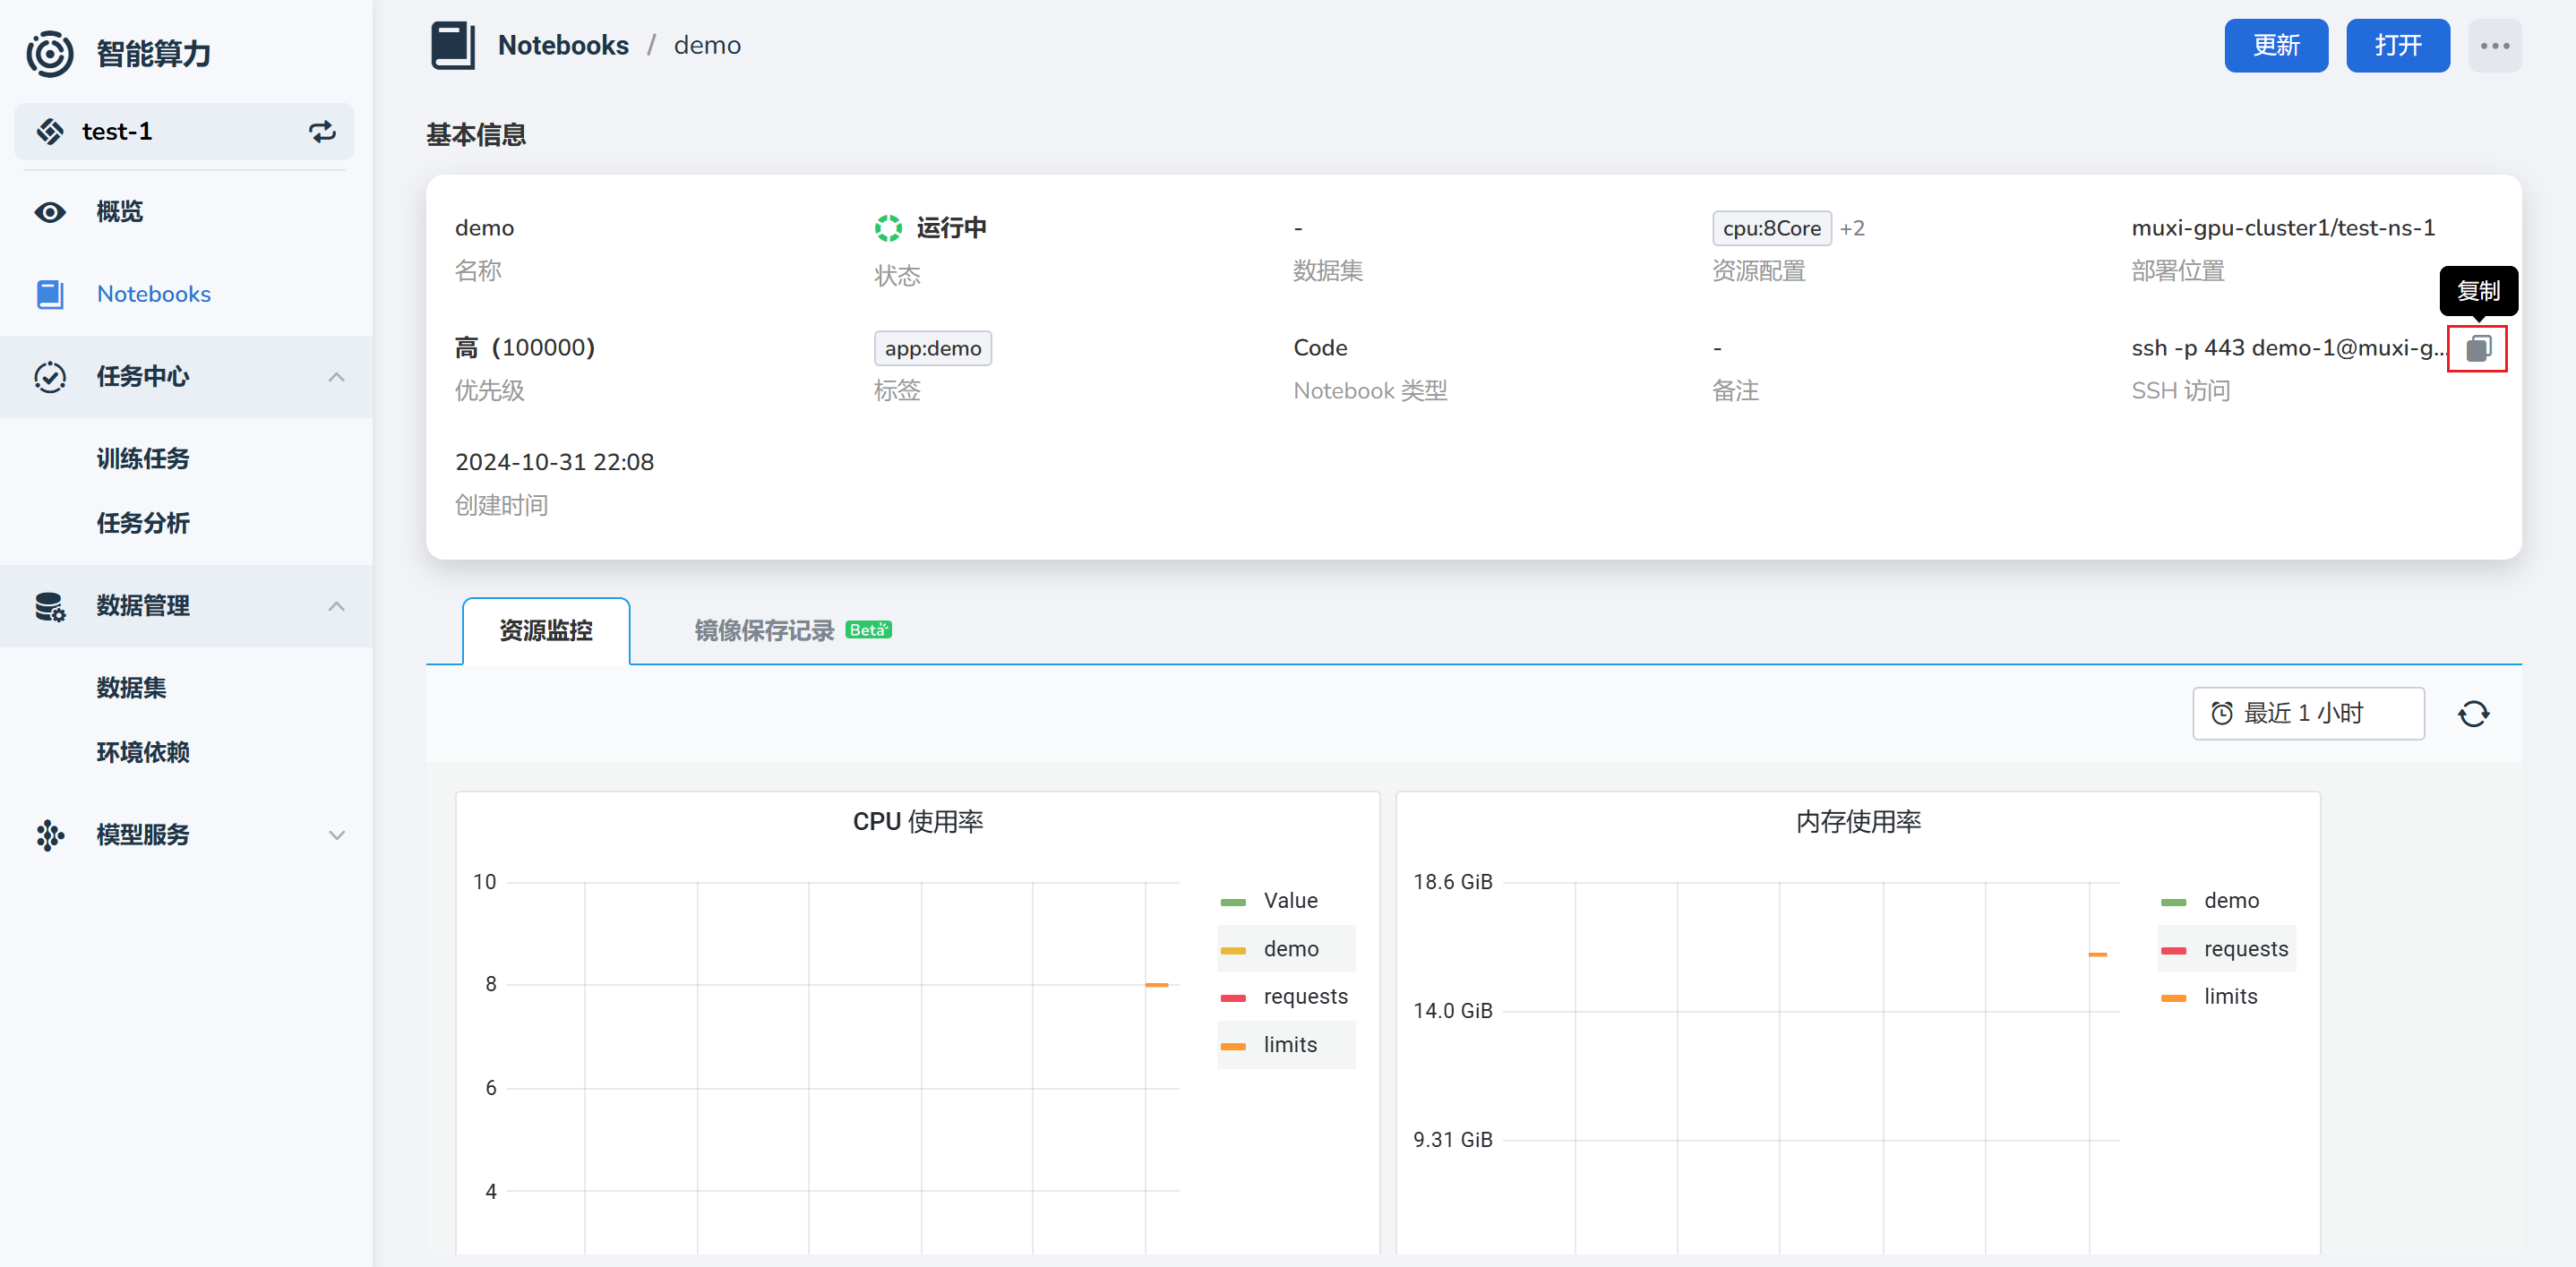 智能算力
test-1
概览
Notebooks
任务中心
训练任务
任务分析
数据管理
数据集
环境依赖
模型服务
Notebooks / demo
更新
打开
基本信息
demo
名称
运行中
状态
-
数据集
cpu:8Core +2
资源配置
muxi-gpu-cluster1/test-ns-1
部署位置
复制
高（100000）
优先级
app:demo
标签
Code
Notebook 类型
-
备注
ssh -p 443 demo-1@muxi-g...
SSH 访问
2024-10-31 22:08
创建时间
资源监控
镜像保存记录 Beta
最近 1 小时
CPU 使用率
10
8
6
4
Value
demo
requests
limits
内存使用率
18.6 GiB
14.0 GiB
9.31 GiB
demo
requests
limits